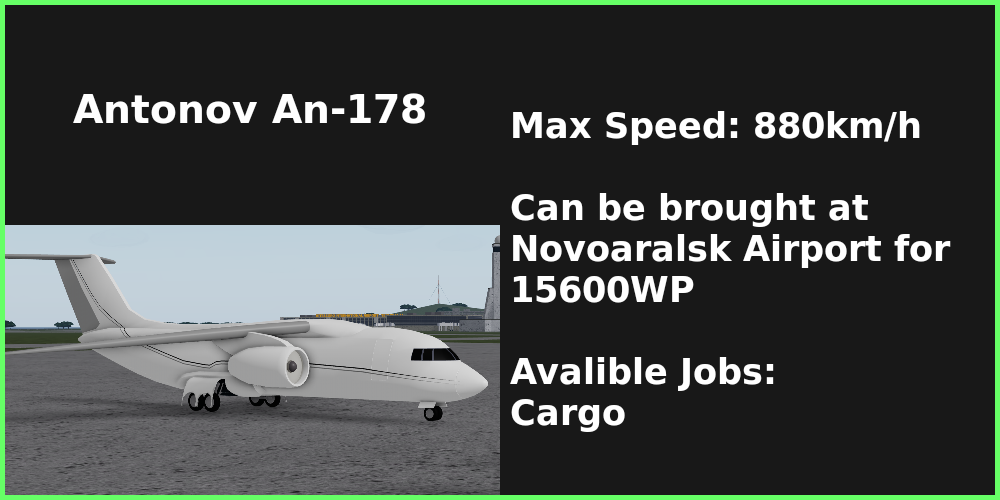 Antonov An-178
Max Speed: 880km/h
Can be brought at
Novoaralsk Airport for
15600WP
Avalible Jobs:
Cargo